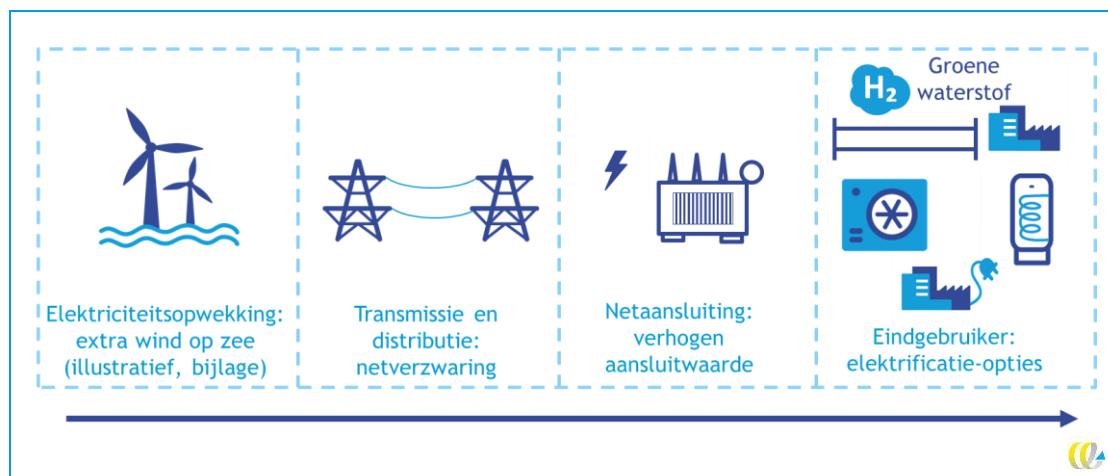 Elektriciteitsopwekking:
extra wind op zee
(illustratief, bijlage)
Transmissie en
distributie:
netverzwaring
Netaansluiting:
verhogen
aansluitwaarde
H₂
Groene
waterstof
Eindgebruiker:
elektrificatie-opties